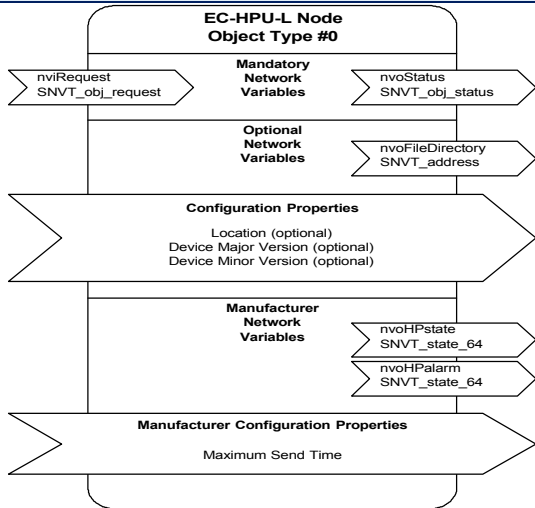 EC-HPU-L Node
Object Type #0
nviRequest
SNVT_obj_request
Mandatory
Network
Variables
nvoStatus
SNVT_obj_status
Optional
Network
Variables
nvoFileDirectory
SNVT_address
Configuration Properties
Location (optional)
Device Major Version (optional)
Device Minor Version (optional)
Manufacturer
Network
Variables
nvoHPstate
SNVT_state_64
nvoHPalarm
SNVT_state_64
Manufacturer Configuration Properties
Maximum Send Time